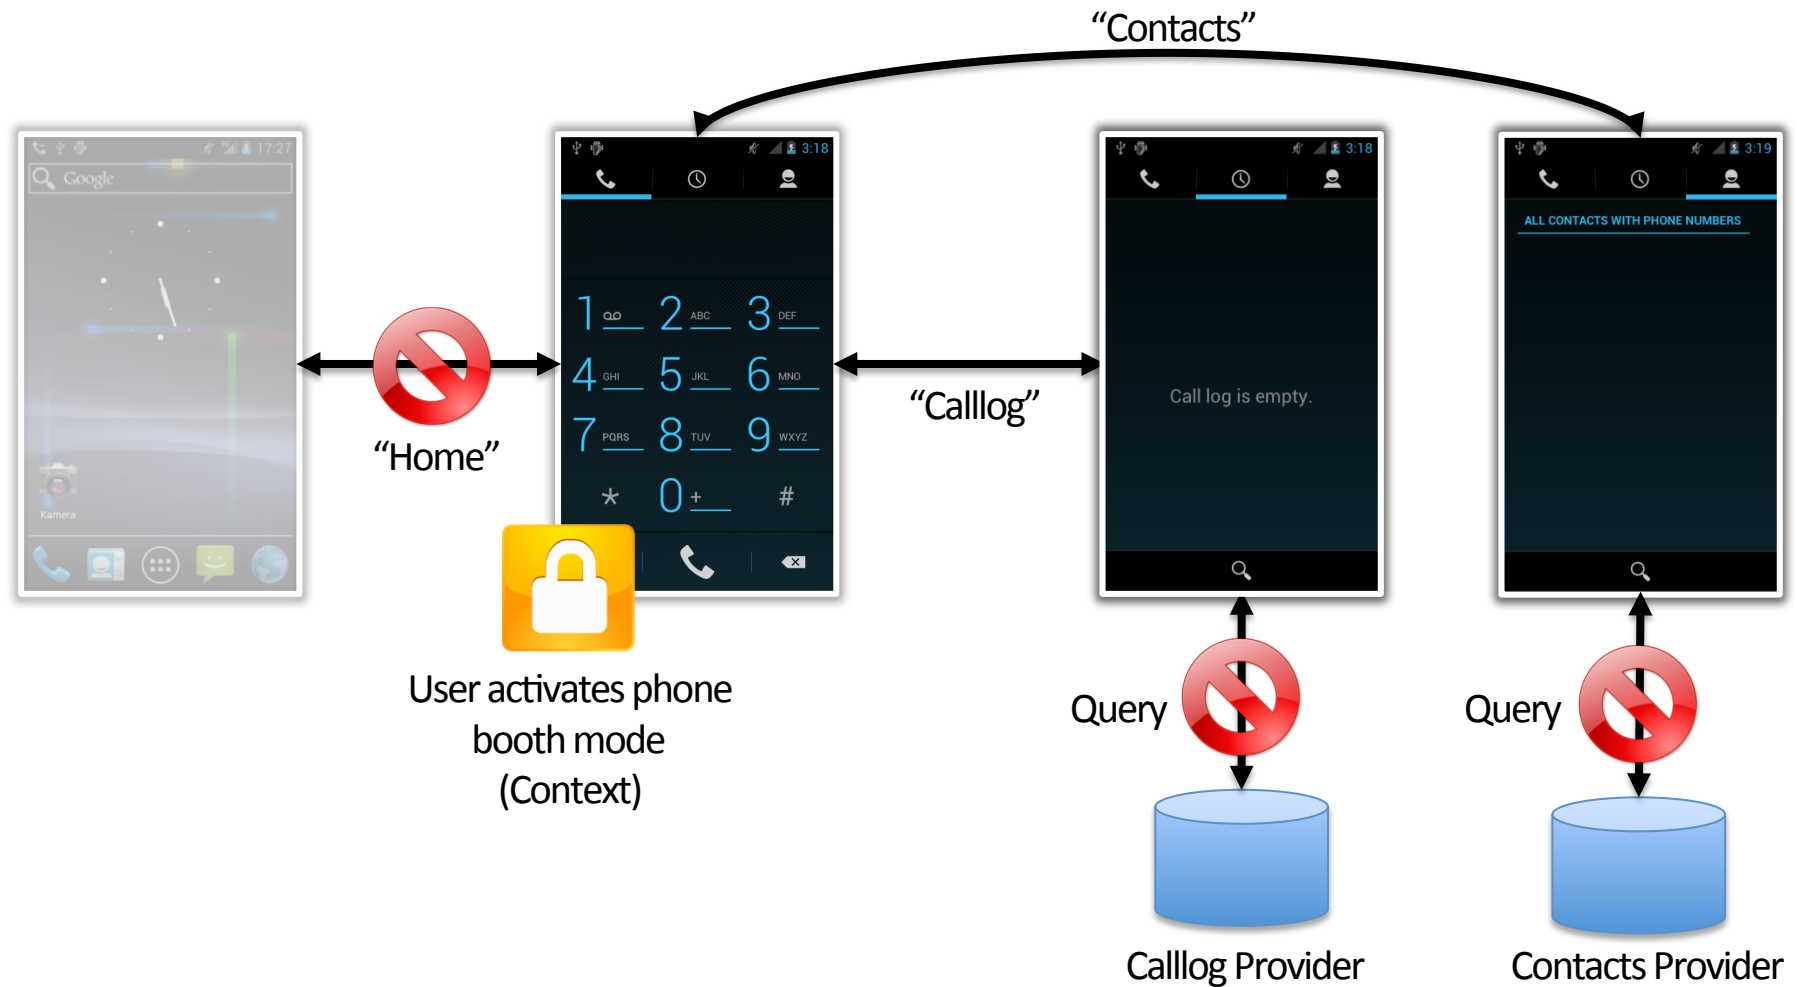 “Contacts”
17:27
Google
Kamera
“Home”
3:18
1
2 ABC
3 DEF
4 GHI
5 JKL
6 MNO
7 PQRS
8 TUV
9 WXYZ
*
0 +
#
User activates phone
booth mode
(Context)
“Calllog”
3:18
Call log is empty.
Query
Calllog Provider
3:19
ALL CONTACTS WITH PHONE NUMBERS
Query
Contacts Provider